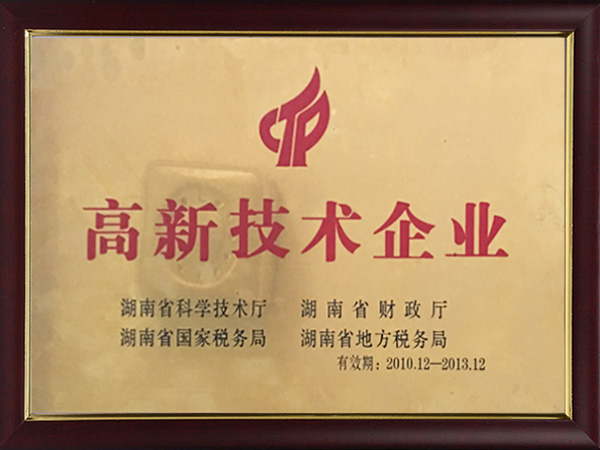 CTP
高新技术企业
湖南省科学技术厅 湖南省财政厅
湖南省国家税务局 湖南省地方税务局
有效期：2010.12—2013.12